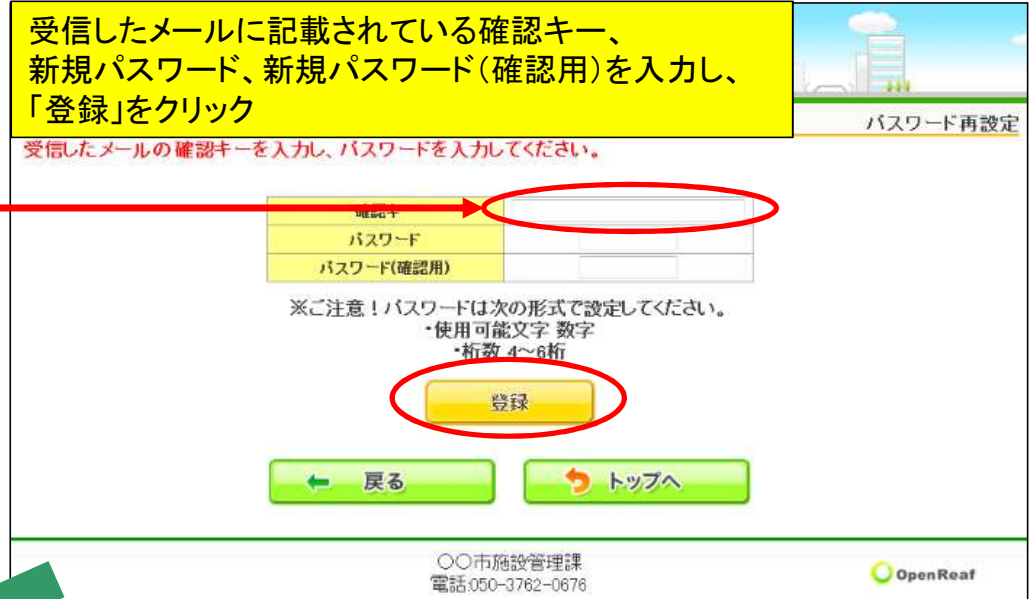 受信したメールに記載されている確認キー、
新規パスワード、新規パスワード（確認用）を入力し、
「登録」をクリック
パスワード再設定
受信したメールの確認キーを入力し、パスワードを入力してください。
確認キー
パスワード
パスワード(確認用)
※ご注意！パスワードは次の形式で設定してください。
・使用可能文字 数字
・桁数 4～6桁
登録
戻る
トップへ
〇〇市施設管理課
電話:050-3762-0676
OpenReaf